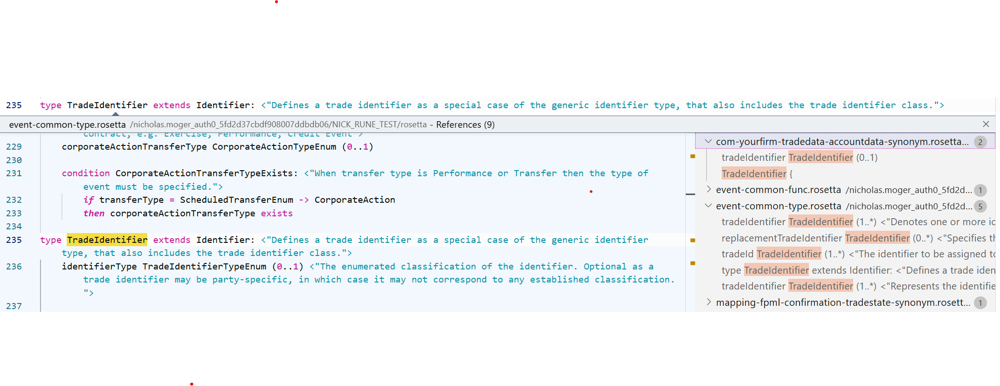 235 type TradeIdentifier extends Identifier: <"Defines a trade identifier as a special case of the generic identifier type, that also includes the trade identifier class.">
event-common-type.rosetta /nicholas.moger_auth0_5fd2d37cbdf908007ddbdb06/NICK_RUNE_TEST/rosetta - References (9)
contract, e.g. Exercise, Performance, Credit Event">
229 corporateActionTransferType CorporateActionTypeEnum (0..1)
230
231 condition CorporateActionTransferTypeExists: <"When transfer type is Performance or Transfer then the type of
event must be specified.">
232 if transferType = ScheduledTransferEnum -> CorporateAction
233 then corporateActionTransferType exists
234
235 type TradeIdentifier extends Identifier: <"Defines a trade identifier as a special case of the generic identifier
type, that also includes the trade identifier class.">
236 identifierType TradeIdentifierTypeEnum (0..1) <"The enumerated classification of the identifier. Optional as a
trade identifier may be party-specific, in which case it may not correspond to any established classification.
">
237
com-yourfirm-tradedata-accountdata-synonym.rosetta... 2
tradeIdentifier TradeIdentifier (0..1)
TradeIdentifier {
event-common-func.rosetta /nicholas.moger_auth0_5fd2d... 1
event-common-type.rosetta /nicholas.moger_auth0_5fd2d... 5
tradeIdentifier TradeIdentifier (1..*) <"Denotes one or more id
replacementTradeIdentifier TradeIdentifier (0..*) <"Specifies th
tradeId TradeIdentifier (1..*) <"The identifier to be assigned to
type TradeIdentifier extends Identifier: <"Defines a trade iden
tradeIdentifier TradeIdentifier (1..*) <"Represents the identifie
mapping-fpml-confirmation-tradestate-synonym.rosett... 1